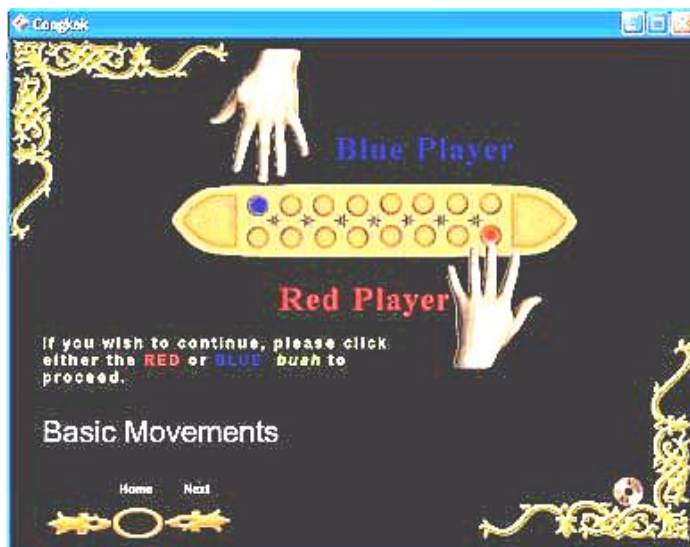 Congkak
Blue Player
Red Player
If you wish to continue, please click
either the RED or BLUE buah to
proceed.
Basic Movements
Home Next